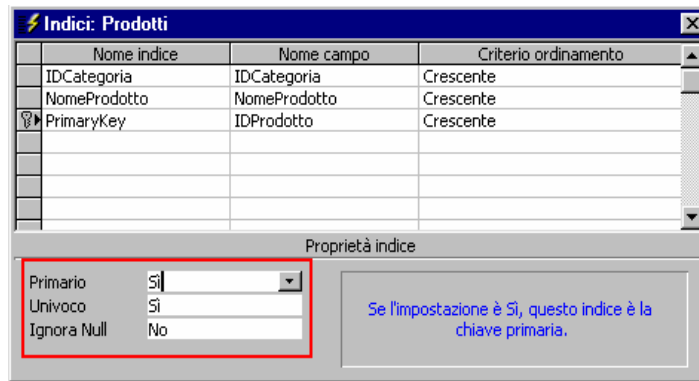 Indici: Prodotti
Nome indice Nome campo Criterio ordinamento
IDCategoria IDCategoria Crescente
NomeProdotto NomeProdotto Crescente
PrimaryKey IDProdotto Crescente
Proprietà indice
Primario Sì
Univoco Sì
Ignora Null No
Se l'impostazione è Sì, questo indice è la
chiave primaria.